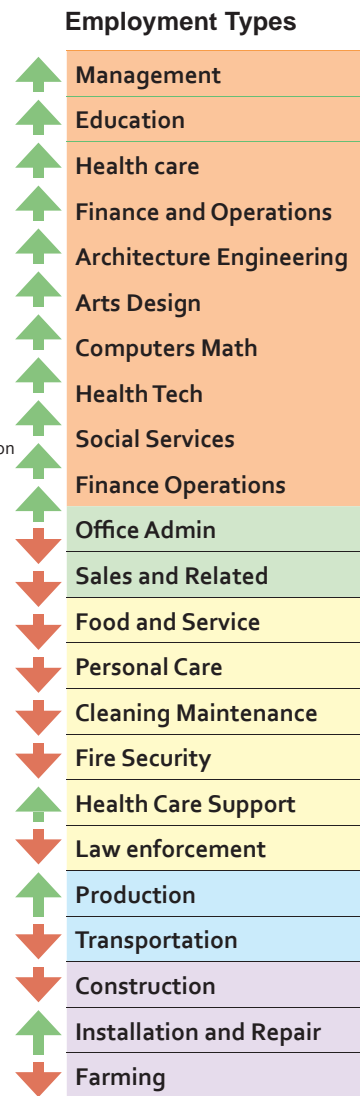 Employment Types
Management
Education
Health care
Finance and Operations
Architecture Engineering
Arts Design
Computers Math
Health Tech
on
Social Services
Finance Operations
Office Admin
Sales and Related
Food and Service
Personal Care
Cleaning Maintenance
Fire Security
Health Care Support
Law enforcement
Production
Transportation
Construction
Installation and Repair
Farming